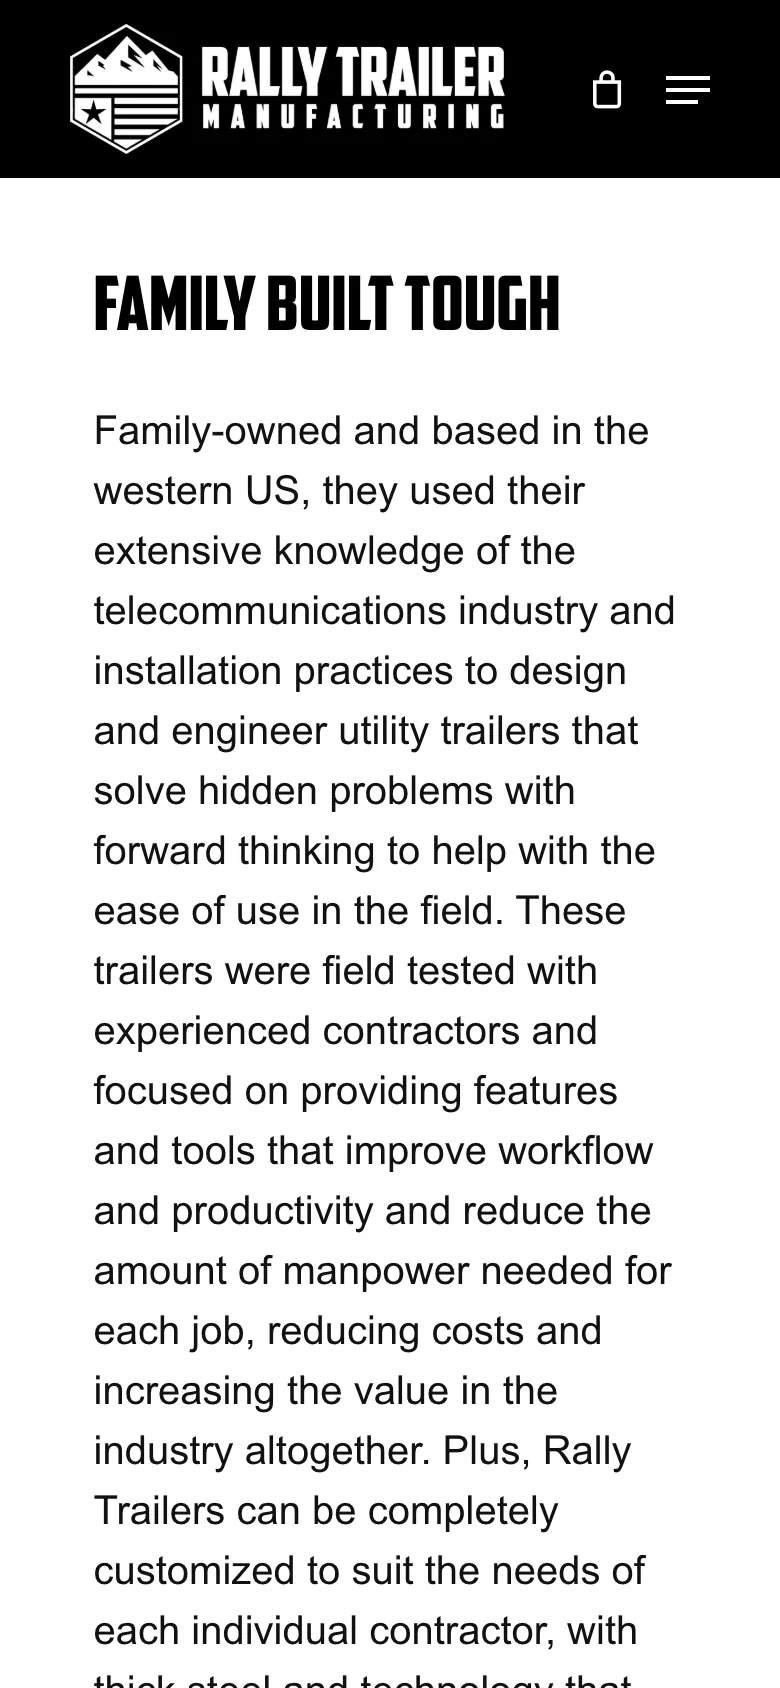 RALLY TRAILER
MANUFACTURING
FAMILY BUILT TOUGH
Family-owned and based in the
western US, they used their
extensive knowledge of the
telecommunications industry and
installation practices to design
and engineer utility trailers that
solve hidden problems with
forward thinking to help with the
ease of use in the field. These
trailers were field tested with
experienced contractors and
focused on providing features
and tools that improve workflow
and productivity and reduce the
amount of manpower needed for
each job, reducing costs and
increasing the value in the
industry altogether. Plus, Rally
Trailers can be completely
customized to suit the needs of
each individual contractor, with
thick steel and technology that